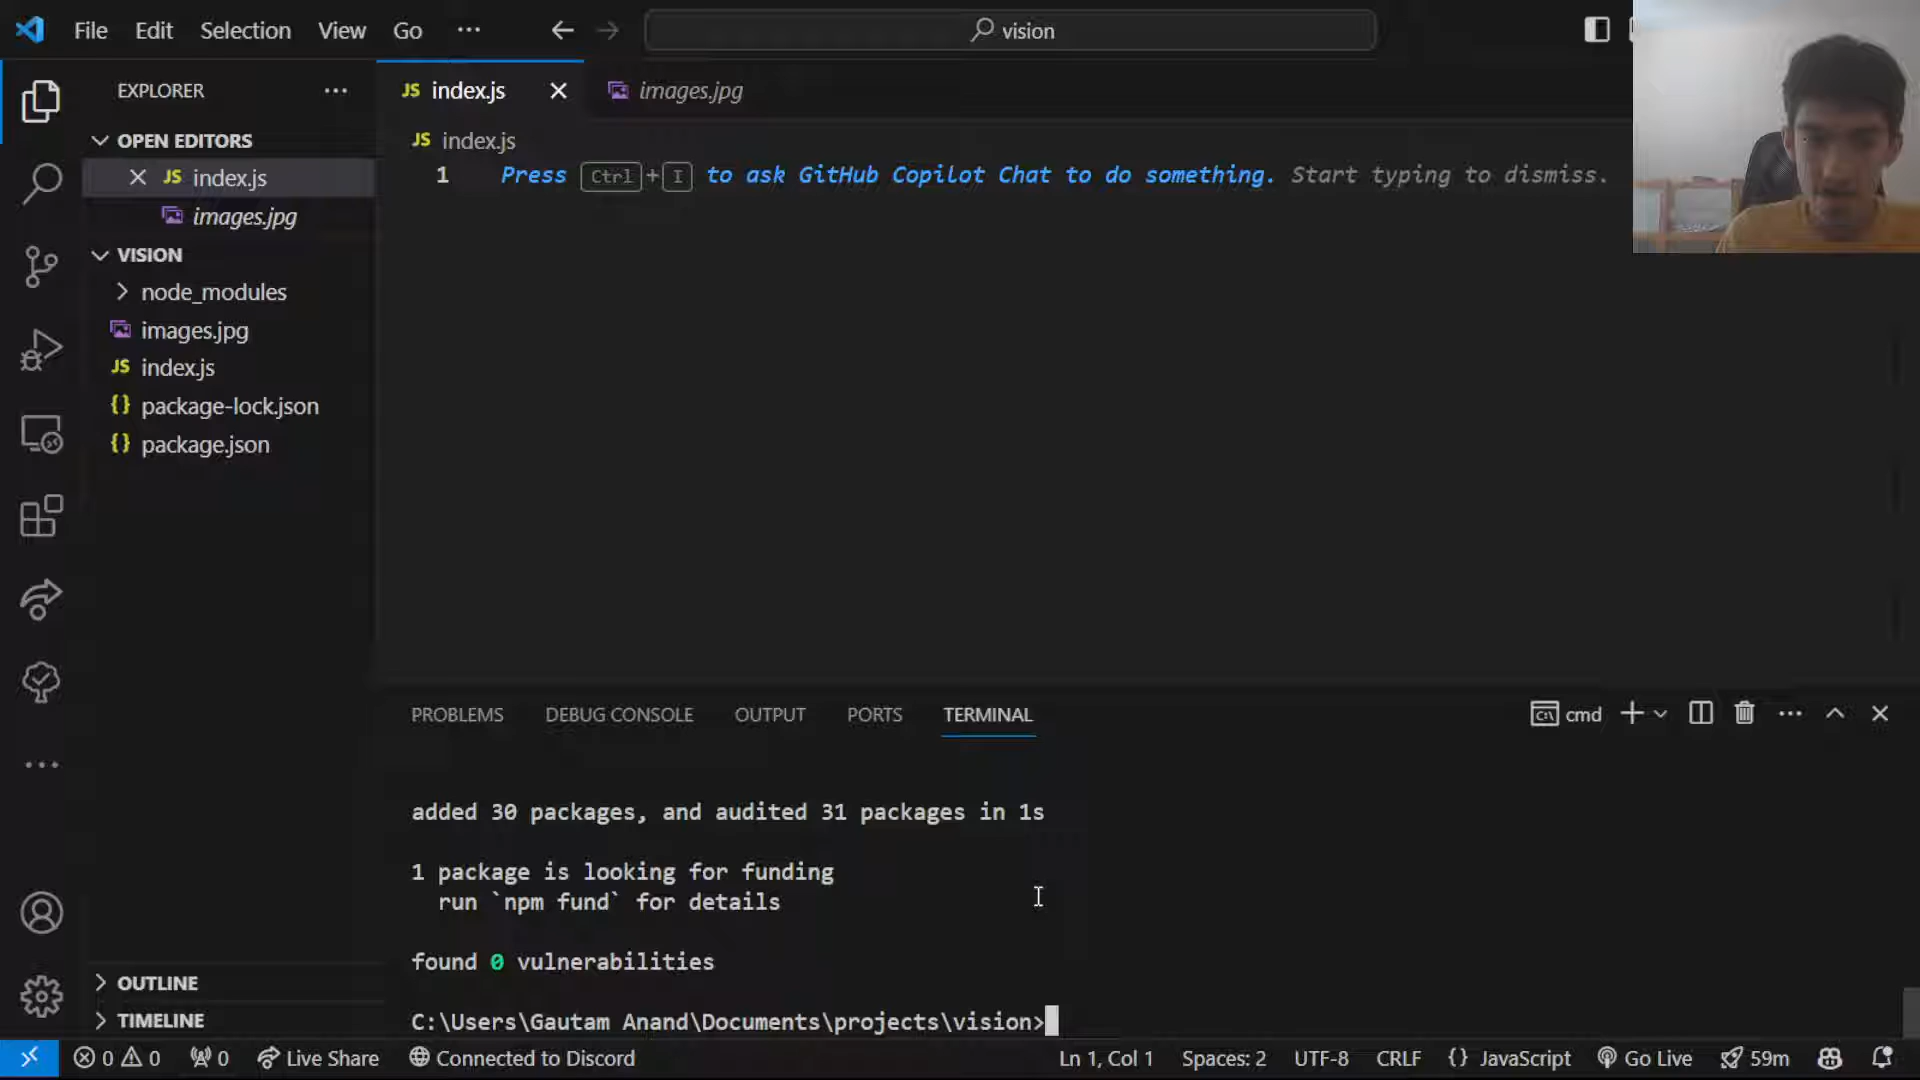 File Edit Selection View Go ··· vision
EXPLORER ···
OPEN EDITORS
JS index.js
images.jpg
VISION
node_modules
images.jpg
JS index.js
{} package-lock.json
{} package.json
OUTLINE
TIMELINE
JS index.js
images.jpg
JS index.js
1 Press Ctrl+I to ask GitHub Copilot Chat to do something. Start typing to dismiss.
PROBLEMS DEBUG CONSOLE OUTPUT PORTS TERMINAL
cmd
added 30 packages, and audited 31 packages in 1s
1 package is looking for funding
run `npm fund` for details
found 0 vulnerabilities
C:\Users\Gautam Anand\Documents\projects\vision>
0 0 0 Live Share Connected to Discord Ln 1, Col 1 Spaces: 2 UTF-8 CRLF {} JavaScript Go Live 59m